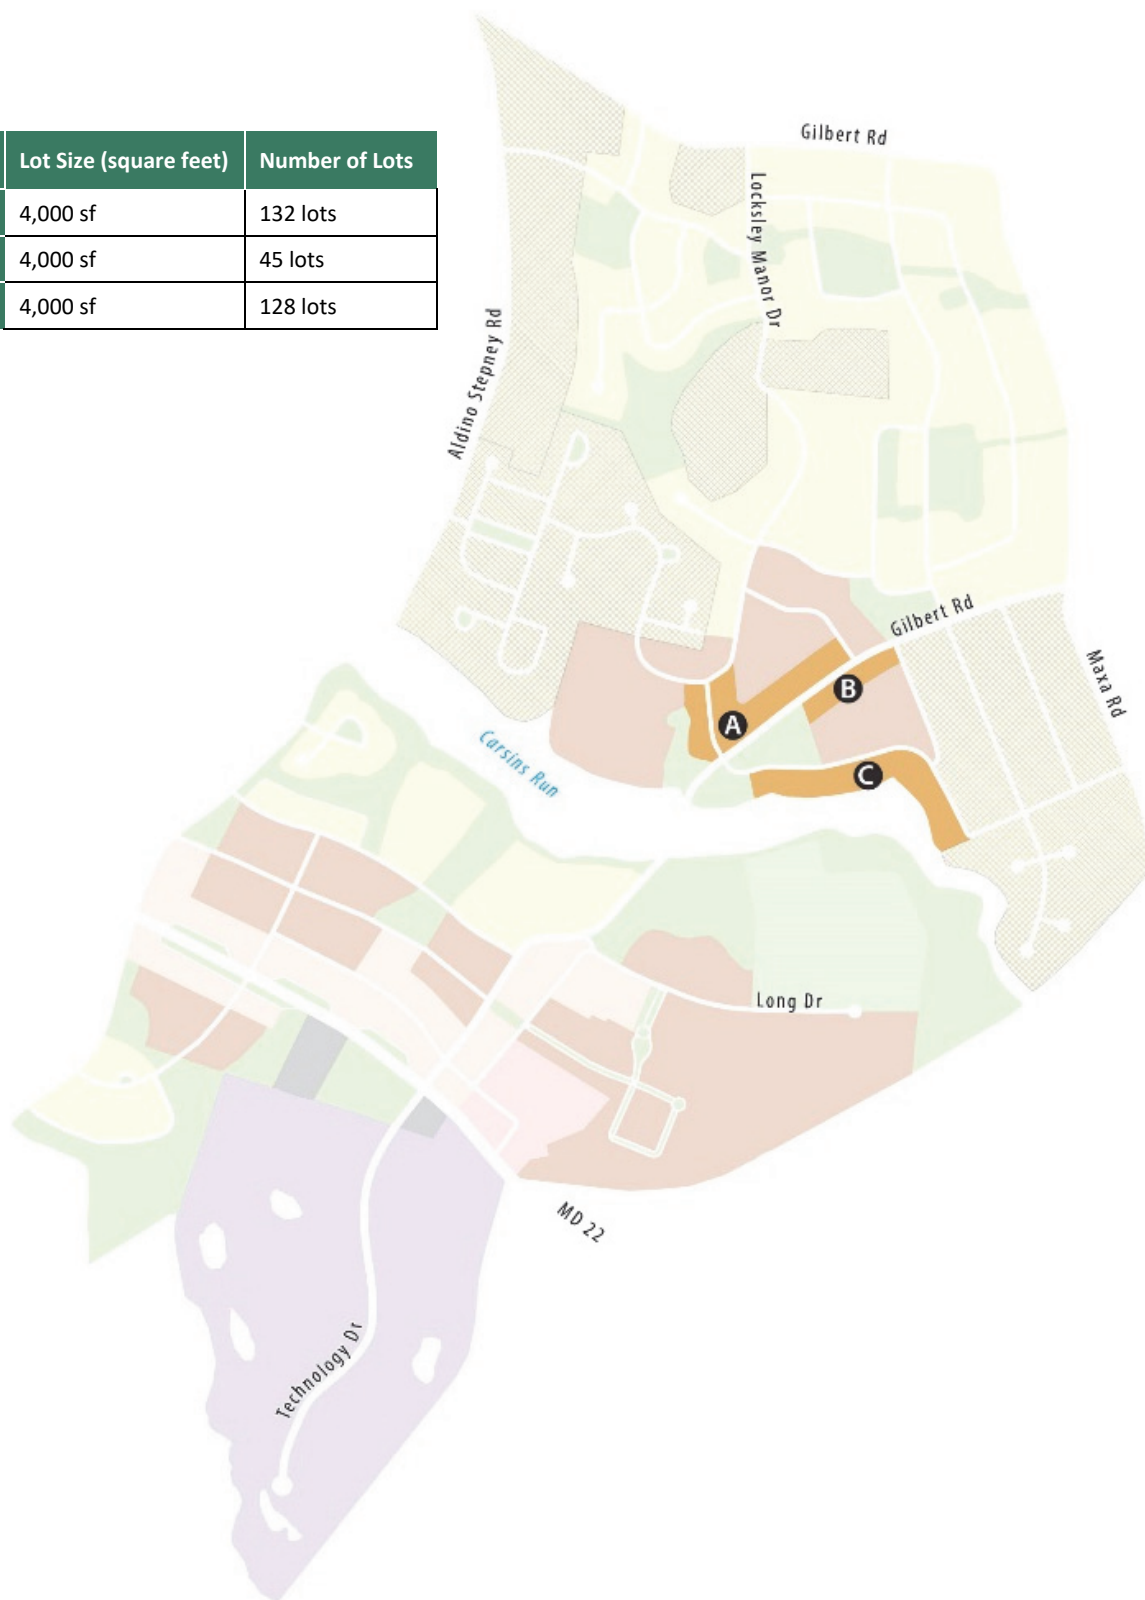 Gilbert Rd
Lot Size (square feet) Number of Lots
4,000 sf 132 lots
4,000 sf 45 lots
4,000 sf 128 lots
Locksley Manor Dr
Aldino Stepney Rd
Gilbert Rd
Maxa Rd
B
A
Carsins Run
C
Long Dr
MD 22
Technology Dr